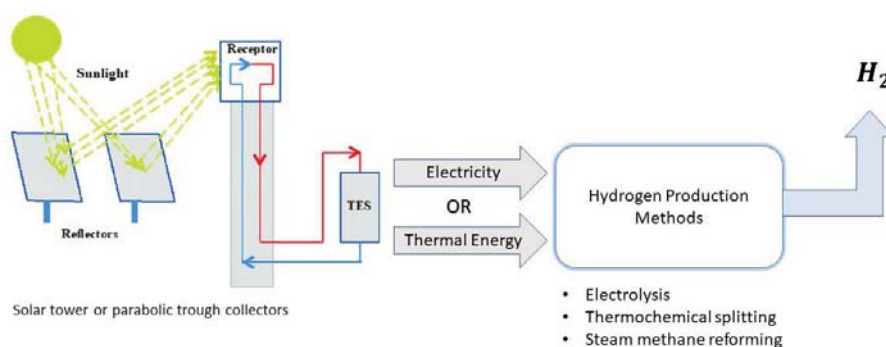 Receptor
Sunlight
H₂
TES
Electricity
OR
Thermal Energy
Hydrogen Production
Methods
Reflectors
Solar tower or parabolic trough collectors
• Electrolysis
• Thermochemical splitting
• Steam methane reforming